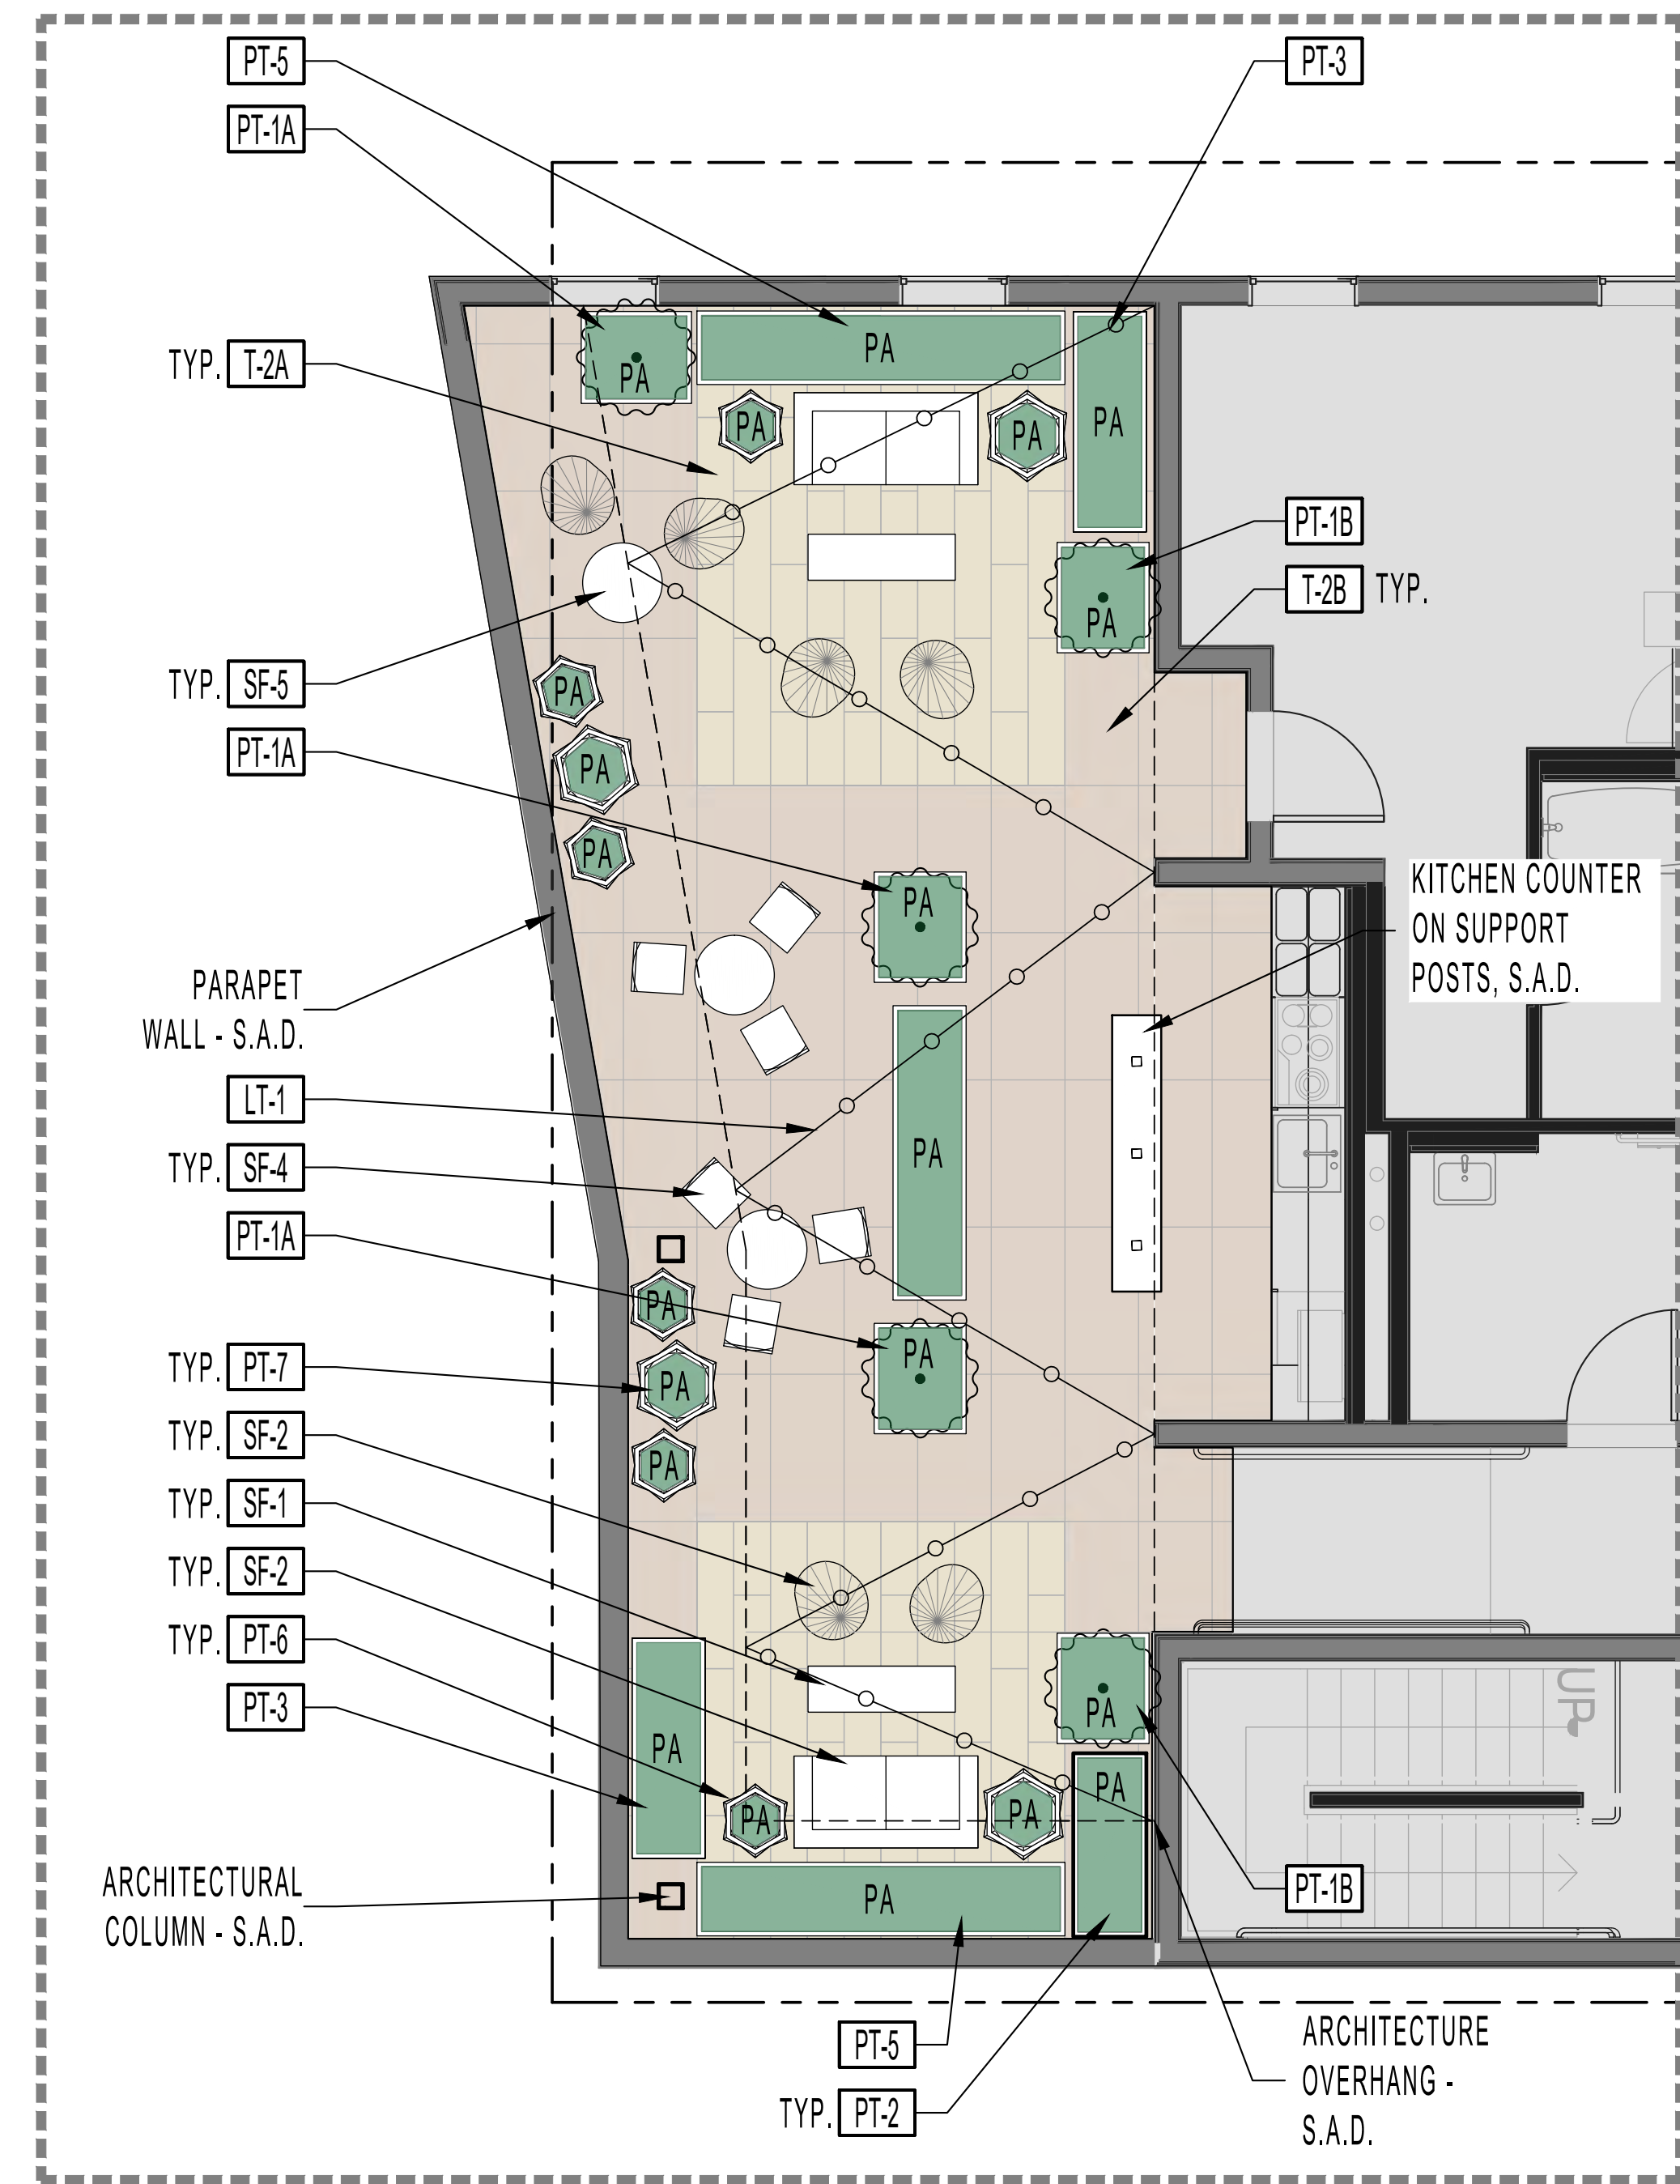 PT-5
PT-3
PT-1A
PA
PA
TYP. T-2A
PA
PA
PA
PT-1B
T-2B TYP.
PA
TYP. SF-5
PA
PT-1A
PA
PA
KITCHEN COUNTER
ON SUPPORT
POSTS, S.A.D.
PA
PARAPET
WALL - S.A.D.
LT-1
PA
TYP. SF-4
PT-1A
PA
PA
TYP. PT-7
PA
TYP. SF-2
PA
TYP. SF-1
TYP. SF-2
TYP. PT-6
UP
PT-3
PA
PA
PA
PA
PA
ARCHITECTURAL
COLUMN - S.A.D.
PA
PT-1B
PT-5
TYP. PT-2
ARCHITECTURE
OVERHANG -
S.A.D.